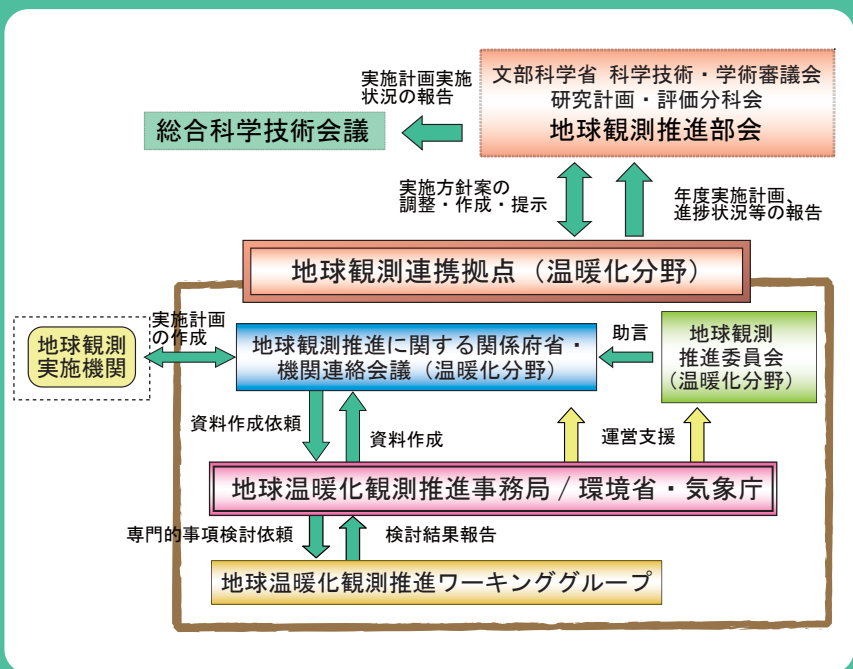 実施計画実施
状況の報告
文部科学省 科学技術・学術審議会
研究計画・評価分科会
地球観測推進部会
総合科学技術会議
実施方針案の
調整・作成・提示
年度実施計画、
進捗状況等の報告
地球観測連携拠点（温暖化分野）
実施計画
の作成
地球観測
実施機関
地球観測推進に関する関係府省・
機関連絡会議（温暖化分野）
助言
地球観測
推進委員会
（温暖化分野）
資料作成依頼
資料作成
運営支援
地球温暖化観測推進事務局 / 環境省・気象庁
専門的事項検討依頼
検討結果報告
地球温暖化観測推進ワーキンググループ